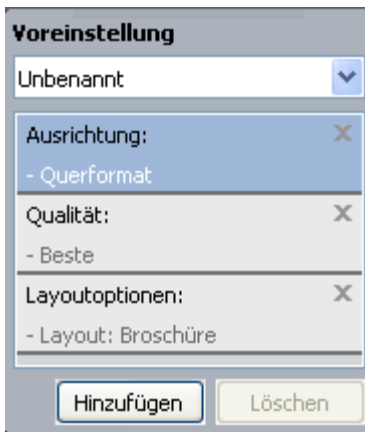 Voreinstellung
Unbenannt
Ausrichtung:
- Querformat
Qualität:
- Beste
Layoutoptionen:
- Layout: Broschüre
Hinzufügen Löschen